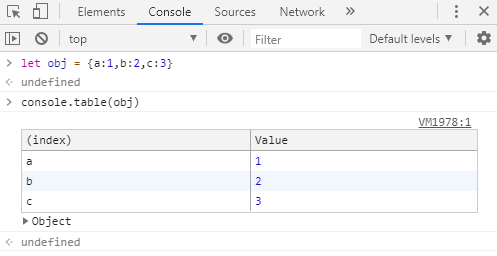 Elements Console Sources Network »
top Filter Default levels ▼
> let obj = {a:1,b:2,c:3}
undefined
> console.table(obj)
VM1978:1
(index) Value
a 1
b 2
c 3
▶ Object
undefined